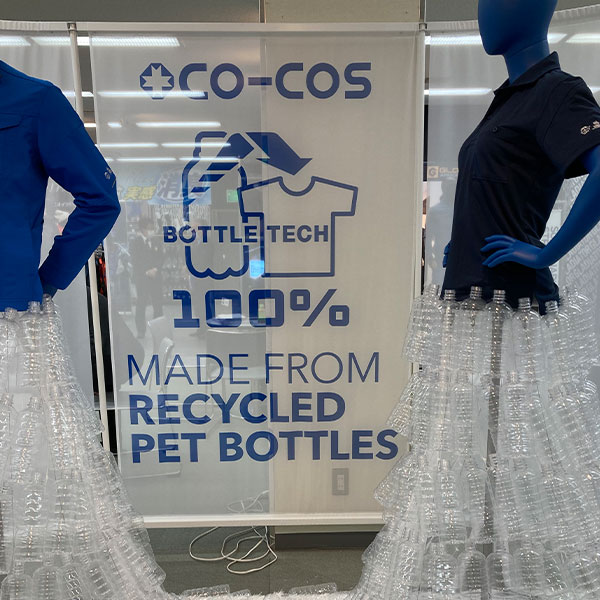 CO-COS
BOTTLE TECH
100%
MADE FROM
RECYCLED
PET BOTTLES